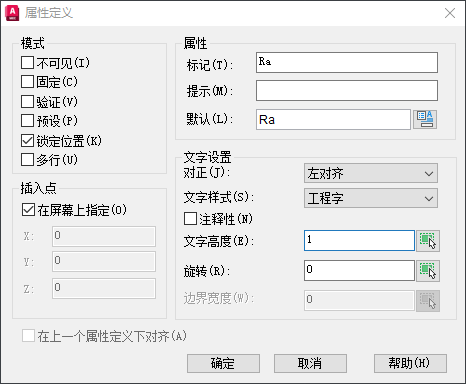 属性定义
模式
不可见(I)
固定(C)
验证(V)
预设(P)
锁定位置(K)
多行(U)
属性
标记(T): Ra
提示(M):
默认(L): Ra
插入点
在屏幕上指定(O)
X: 0
Y: 0
Z: 0
文字设置
对正(J): 左对齐
文字样式(S): 工程字
注释性(N)
文字高度(E): 1
旋转(R): 0
边界宽度(W): 0
在上一个属性定义下对齐(A)
确定 取消 帮助(H)